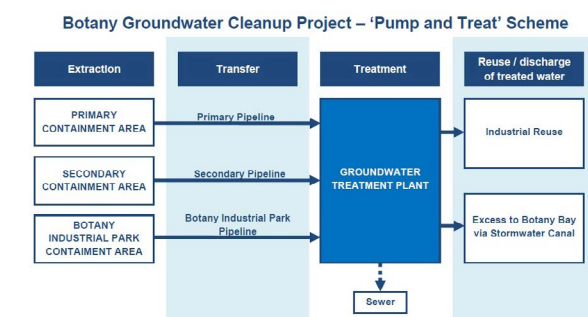 Botany Groundwater Cleanup Project – ‘Pump and Treat’ Scheme
Extraction
Transfer
Treatment
Reuse / discharge
of treated water
PRIMARY
CONTAINMENT AREA
Primary Pipeline
SECONDARY
CONTAINMENT AREA
Secondary Pipeline
BOTANY
INDUSTRIAL PARK
CONTAIMENT AREA
Botany Industrial Park
Pipeline
GROUNDWATER
TREATMENT PLANT
Industrial Reuse
Excess to Botany Bay
via Stormwater Canal
Sewer